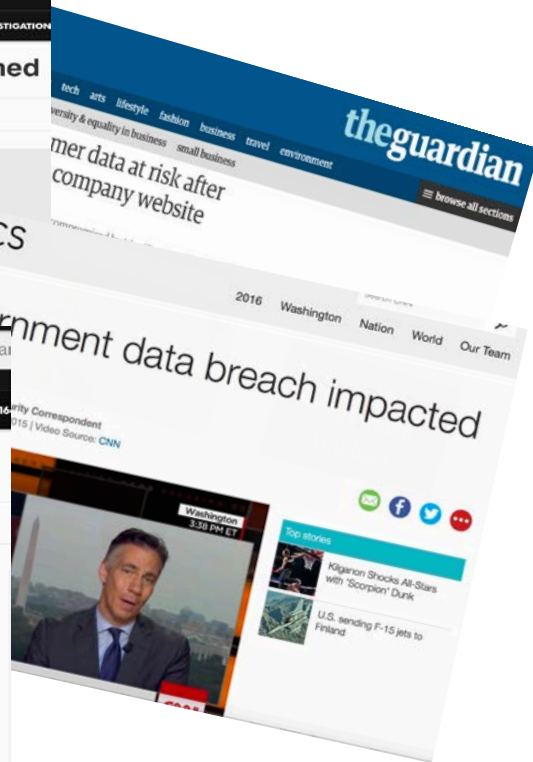 STIGATION
ned
tech arts lifestyle fashion business travel environment
theguardian
versity & equality in business small business
browse all sections
mer data at risk after
company website
CS
2016 Washington Nation World Our Team
rnment data breach impacted
rity Correspondent
015 | Video Source: CNN
Washington
3:38 PM ET
Top stories
Kilganon Shocks All-Stars
with 'Scorpion' Dunk
U.S. sending F-15 jets to
Finland